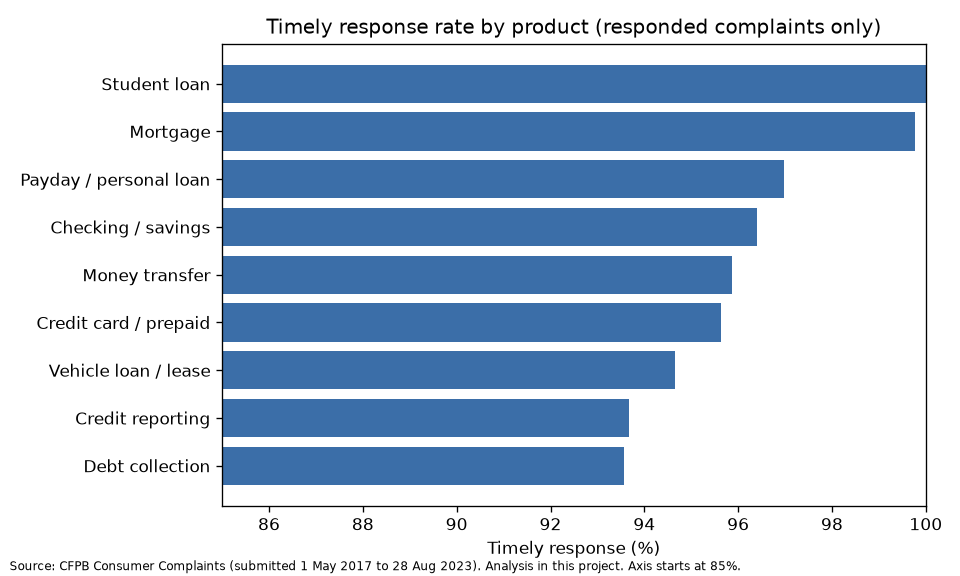 Timely response rate by product (responded complaints only)
Student loan
Mortgage
Payday / personal loan
Checking / savings
Money transfer
Credit card / prepaid
Vehicle loan / lease
Credit reporting
Debt collection
86 88 90 92 94 96 98 100
Timely response (%)
Source: CFPB Consumer Complaints (submitted 1 May 2017 to 28 Aug 2023). Analysis in this project. Axis starts at 85%.